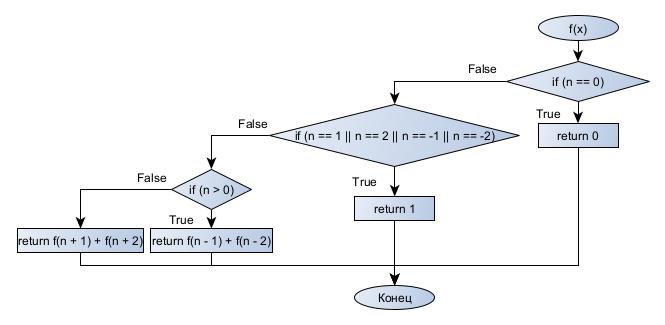 f(x)
False
if (n == 0)
True
return 0
False
if (n == 1 || n == 2 || n == -1 || n == -2)
True
return 1
False
if (n > 0)
True
return f(n + 1) + f(n + 2)
return f(n - 1) + f(n - 2)
Конец